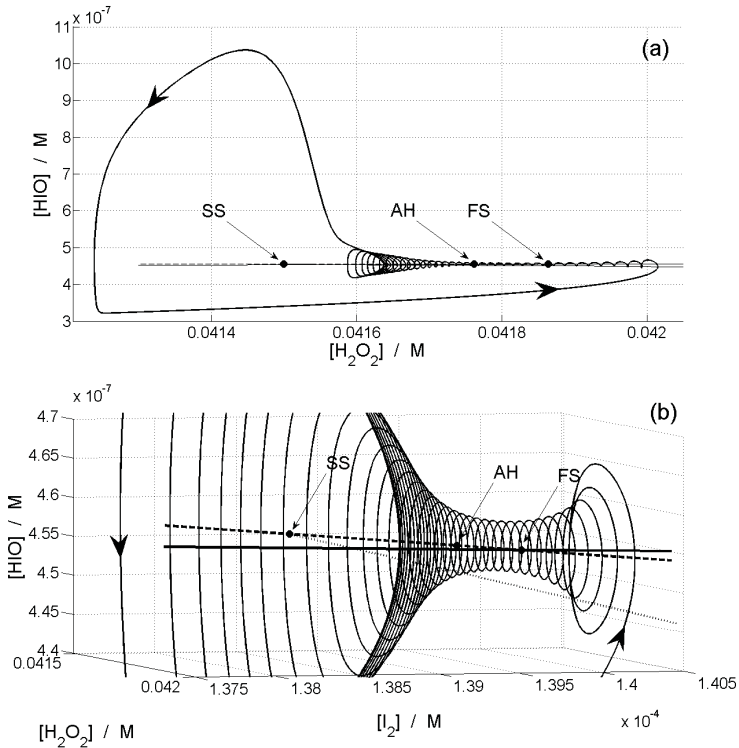 x 10⁻⁷
(a)
11
10
9
8
7
6
5
4
3
[HIO] / M
SS
AH
FS
0.0414
0.0416
0.0418
0.042
[H₂O₂] / M
x 10⁻⁷
(b)
4.7
4.65
4.6
4.55
4.5
4.45
4.4
[HIO] / M
SS
AH
FS
0.0415
0.042
1.375
1.38
1.385
1.39
1.395
1.4
1.405
[H₂O₂] / M
[I₂] / M
x 10⁻⁴